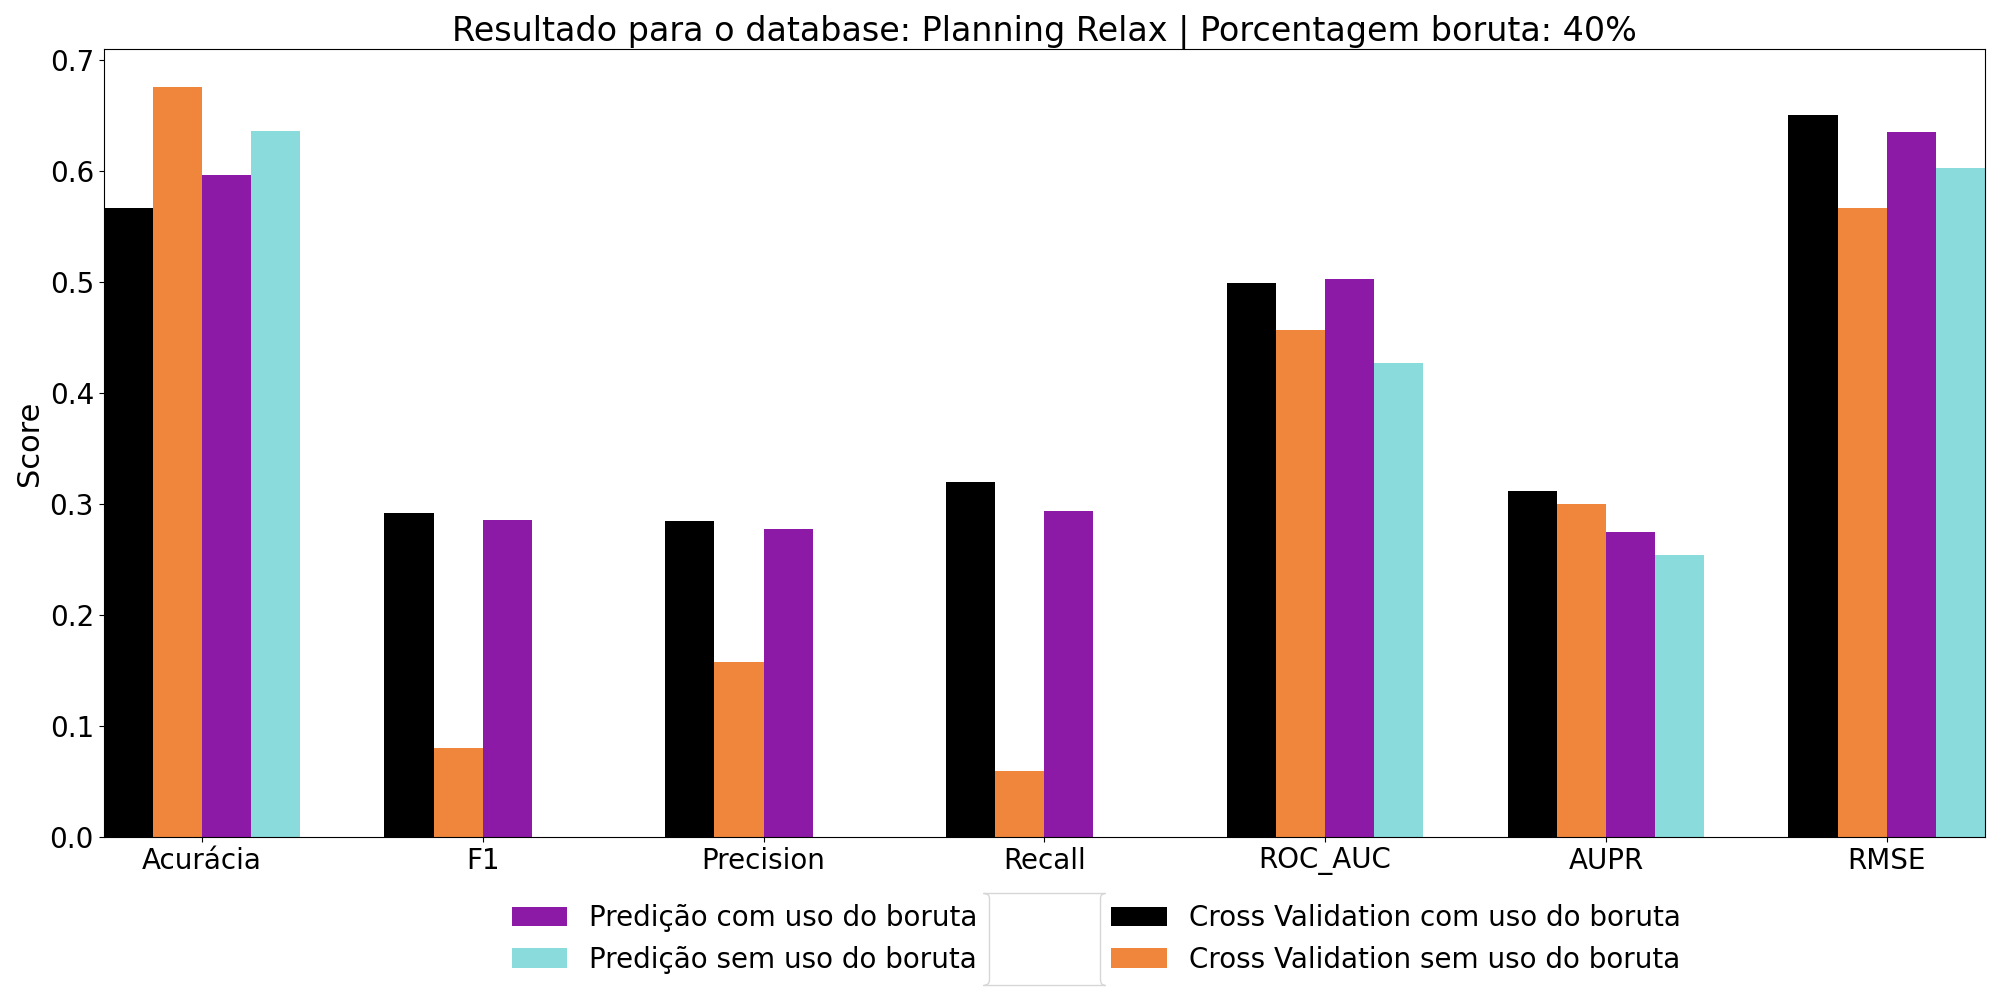 Resultado para o database: Planning Relax | Porcentagem boruta: 40%
Score
0.7
0.6
0.5
0.4
0.3
0.2
0.1
0.0
Acurácia
F1
Precision
Recall
ROC_AUC
AUPR
RMSE
Predição com uso do boruta
Predição sem uso do boruta
Cross Validation com uso do boruta
Cross Validation sem uso do boruta